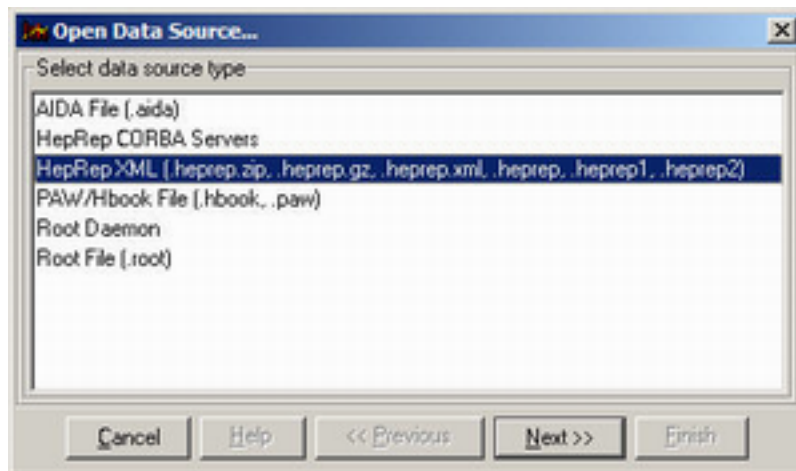 Open Data Source...
Select data source type
AIDA File (.aida)
HepRep CORBA Servers
HepRep XML (.heprep.zip, .heprep.gz, .heprep.xml, .heprep, .heprep1, .heprep2)
PAW/Hbook File (.hbook, .paw)
Root Daemon
Root File (.root)
Cancel Help << Previous Next >> Finish